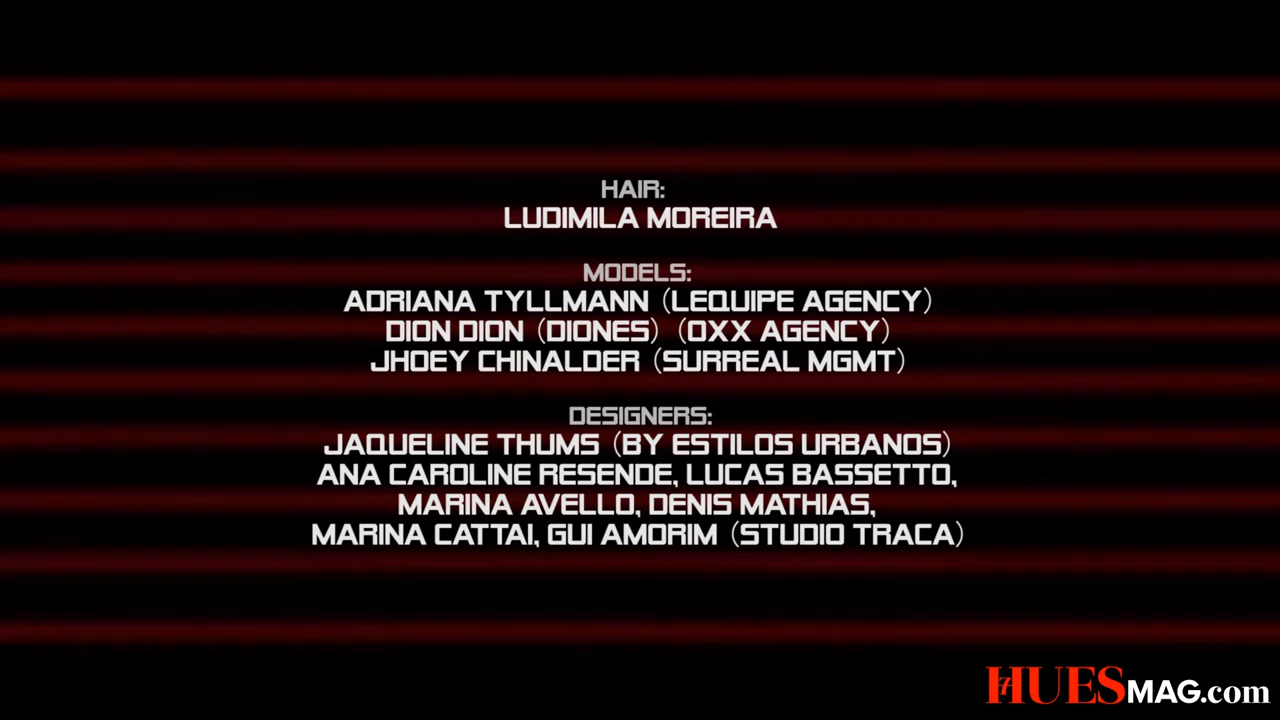 HAIR:
LUDIMILA MOREIRA
MODELS:
ADRIANA TYLLMANN (LEQUIPE AGENCY)
DION DION (DIONES) (OXX AGENCY)
JHOEY CHINALDER (SURREAL MGMT)
DESIGNERS:
JAQUELINE THUMS (BY ESTILOS URBANOS)
ANA CAROLINE RESENDE, LUCAS BASSETTO,
MARINA AVELLO, DENIS MATHIAS,
MARINA CATTAI, GUI AMORIM (STUDIO TRACA)
HUESMAG.com